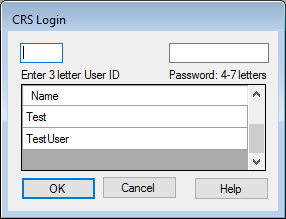 CRS Login
Enter 3 letter User ID
Password: 4-7 letters
Name
Test
TestUser
OK
Cancel
Help